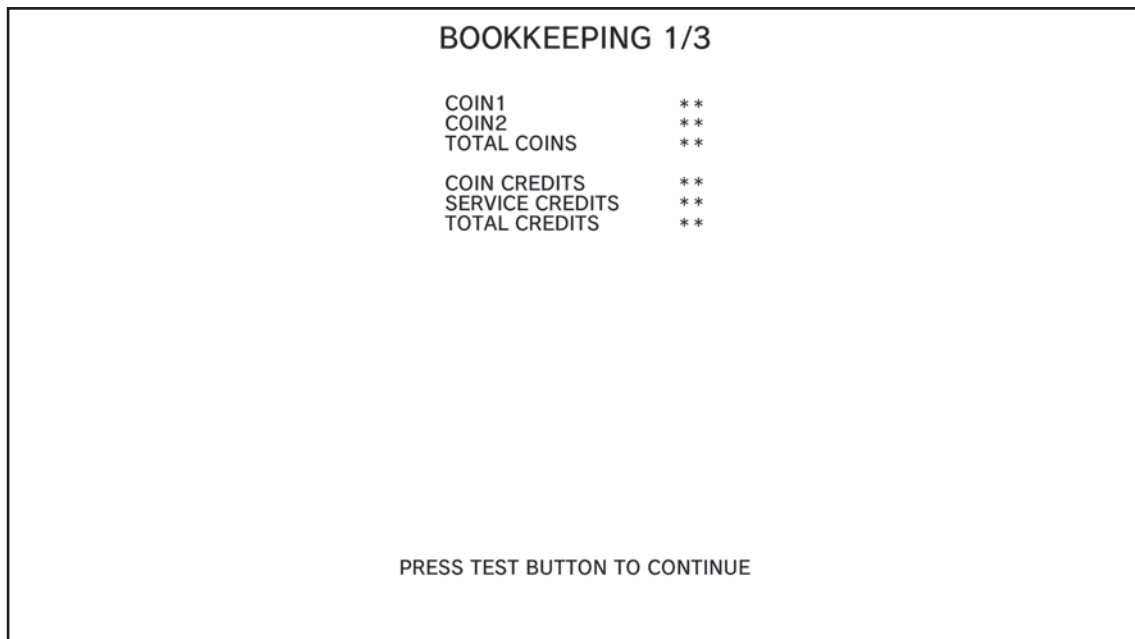 BOOKKEEPING 1/3
COIN1 **
COIN2 **
TOTAL COINS **
COIN CREDITS **
SERVICE CREDITS **
TOTAL CREDITS **
PRESS TEST BUTTON TO CONTINUE